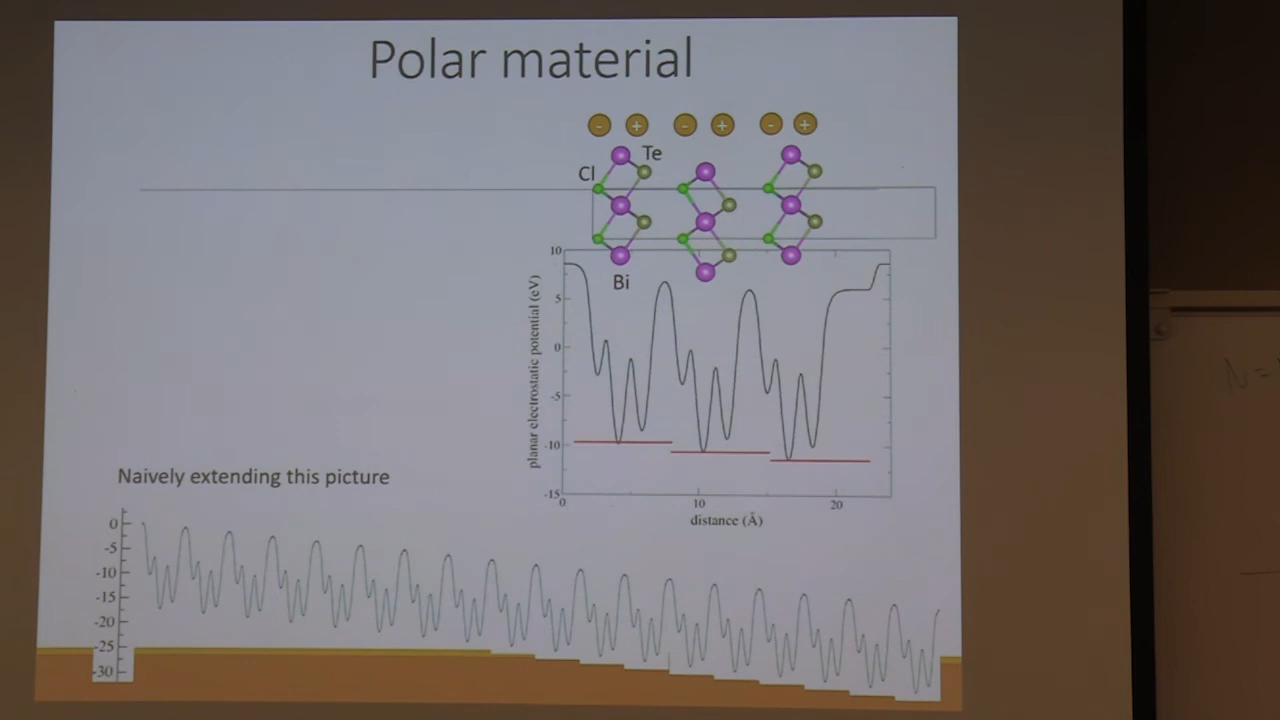 Polar material
- + - + - +
Te
Cl
Bi
10
5
0
-5
-10
-15
planar electrostatic potential (eV)
0 10 20
distance (Å)
Naively extending this picture
0
-5
-10
-15
-20
-25
-30
N=